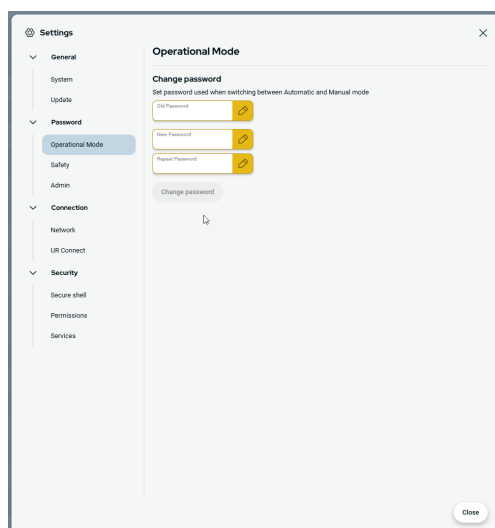 Settings
General
System
Update
Password
Operational Mode
Safety
Admin
Connection
Network
UR Connect
Security
Secure shell
Permissions
Services
Operational Mode
Change password
Set password used when switching between Automatic and Manual mode
Old Password
New Password
Repeat Password
Change password
Close